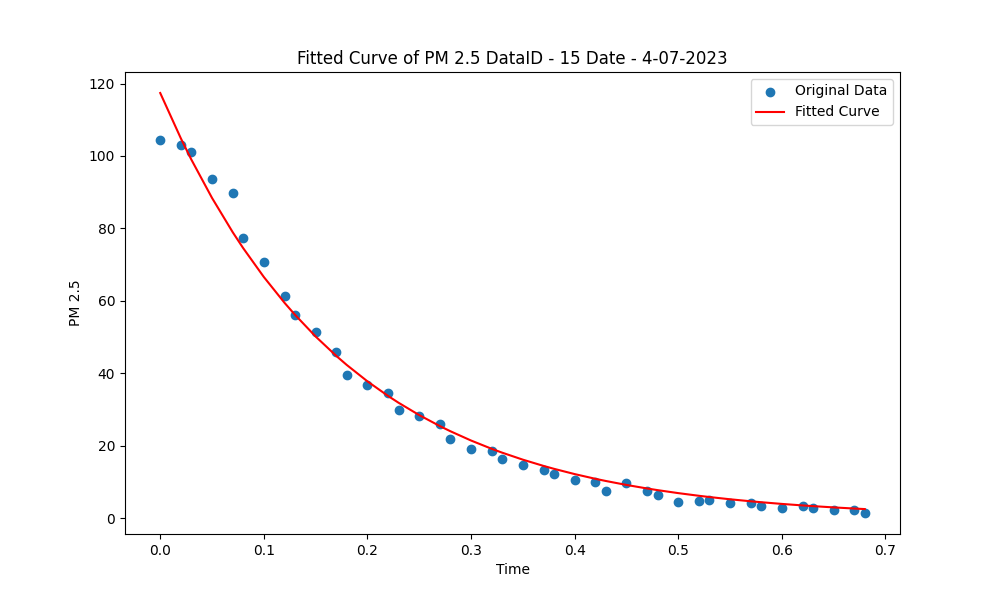 Fitted Curve of PM 2.5 DataID - 15 Date - 4-07-2023
Original Data
Fitted Curve
120
100
80
60
40
20
0
PM 2.5
0.0 0.1 0.2 0.3 0.4 0.5 0.6 0.7
Time